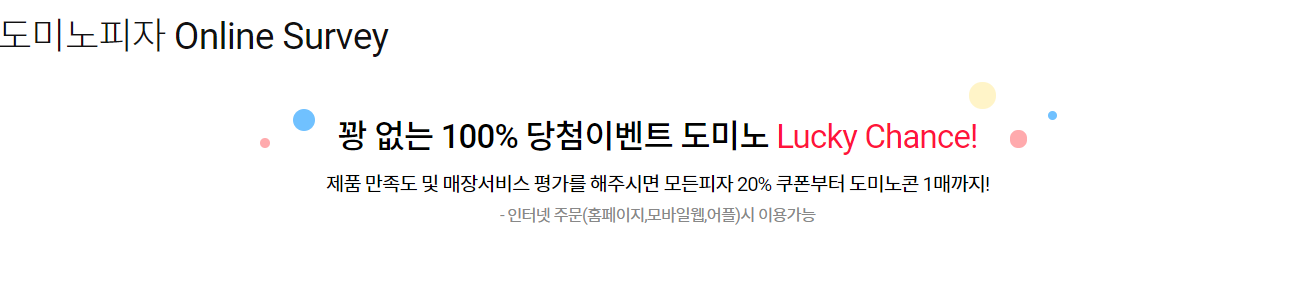 도미노피자 Online Survey
꽝 없는 100% 당첨이벤트 도미노 Lucky Chance!
제품 만족도 및 매장서비스 평가를 해주시면 모든피자 20% 쿠폰부터 도미노콘 1매까지!
- 인터넷 주문(홈페이지,모바일웹,어플)시 이용가능